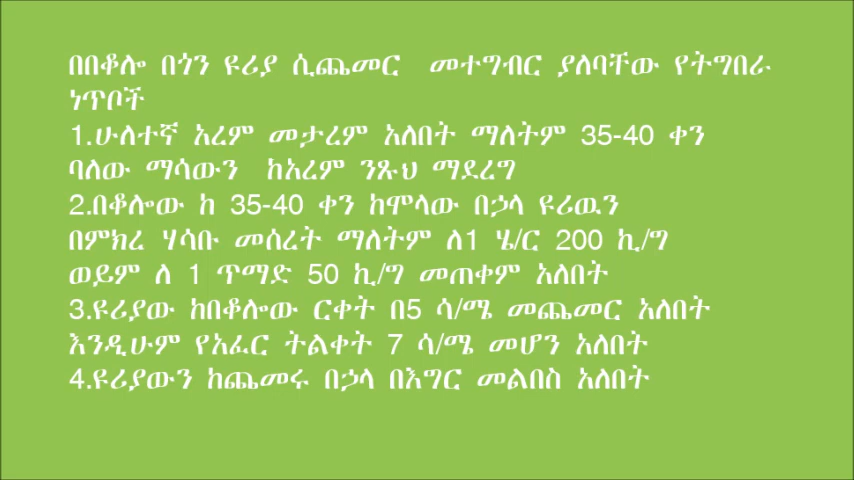 በበቆሎ በጎን ዩሪያ ሲጨመር መተግብር ያለባቸው የትግበራ
ነጥቦች
1.ሁለተኛ አረም መታረም አለበት ማለትም 35-40 ቀን
ባለው ማሳውን ከአረም ንጹህ ማደረግ
2.በቆሎው ከ 35-40 ቀን ከሞላው በኃላ ዩሪዉን
በምክረ ሃሳቡ መሰረት ማለትም ለ1 ሄ/ር 200 ኪ/ግ
ወይም ለ 1 ጥማድ 50 ኪ/ግ መጠቀም አለበት
3.ዩሪያው ከበቆሎው ርቀት በ5 ሳ/ሜ መጨመር አለበት
እንዲሁም የአፈር ትልቀት 7 ሳ/ሜ መሆን አለበት
4.ዩሪያውን ከጨመሩ በኃላ በእግር መልበስ አለበት